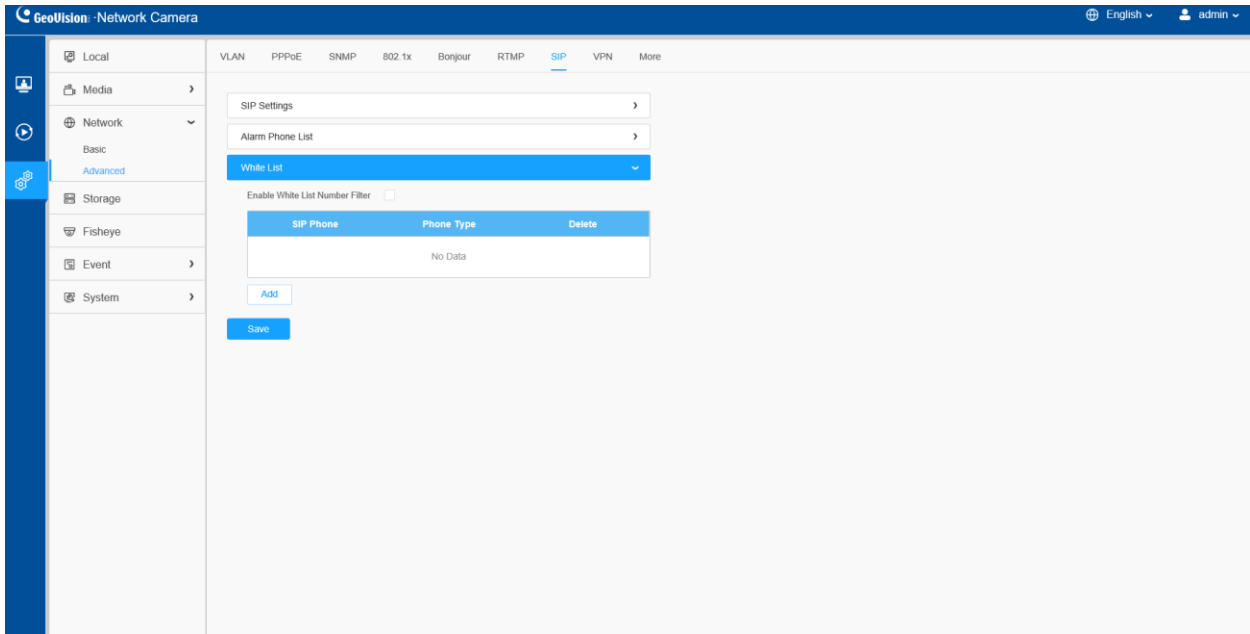 GeoVision: -Network Camera
English
admin
Local
Media
Network
Basic
Advanced
Storage
Fisheye
Event
System
VLAN PPPoE SNMP 802.1x Bonjour RTMP SIP VPN More
SIP Settings
Alarm Phone List
White List
Enable White List Number Filter
SIP Phone Phone Type Delete
No Data
Add
Save